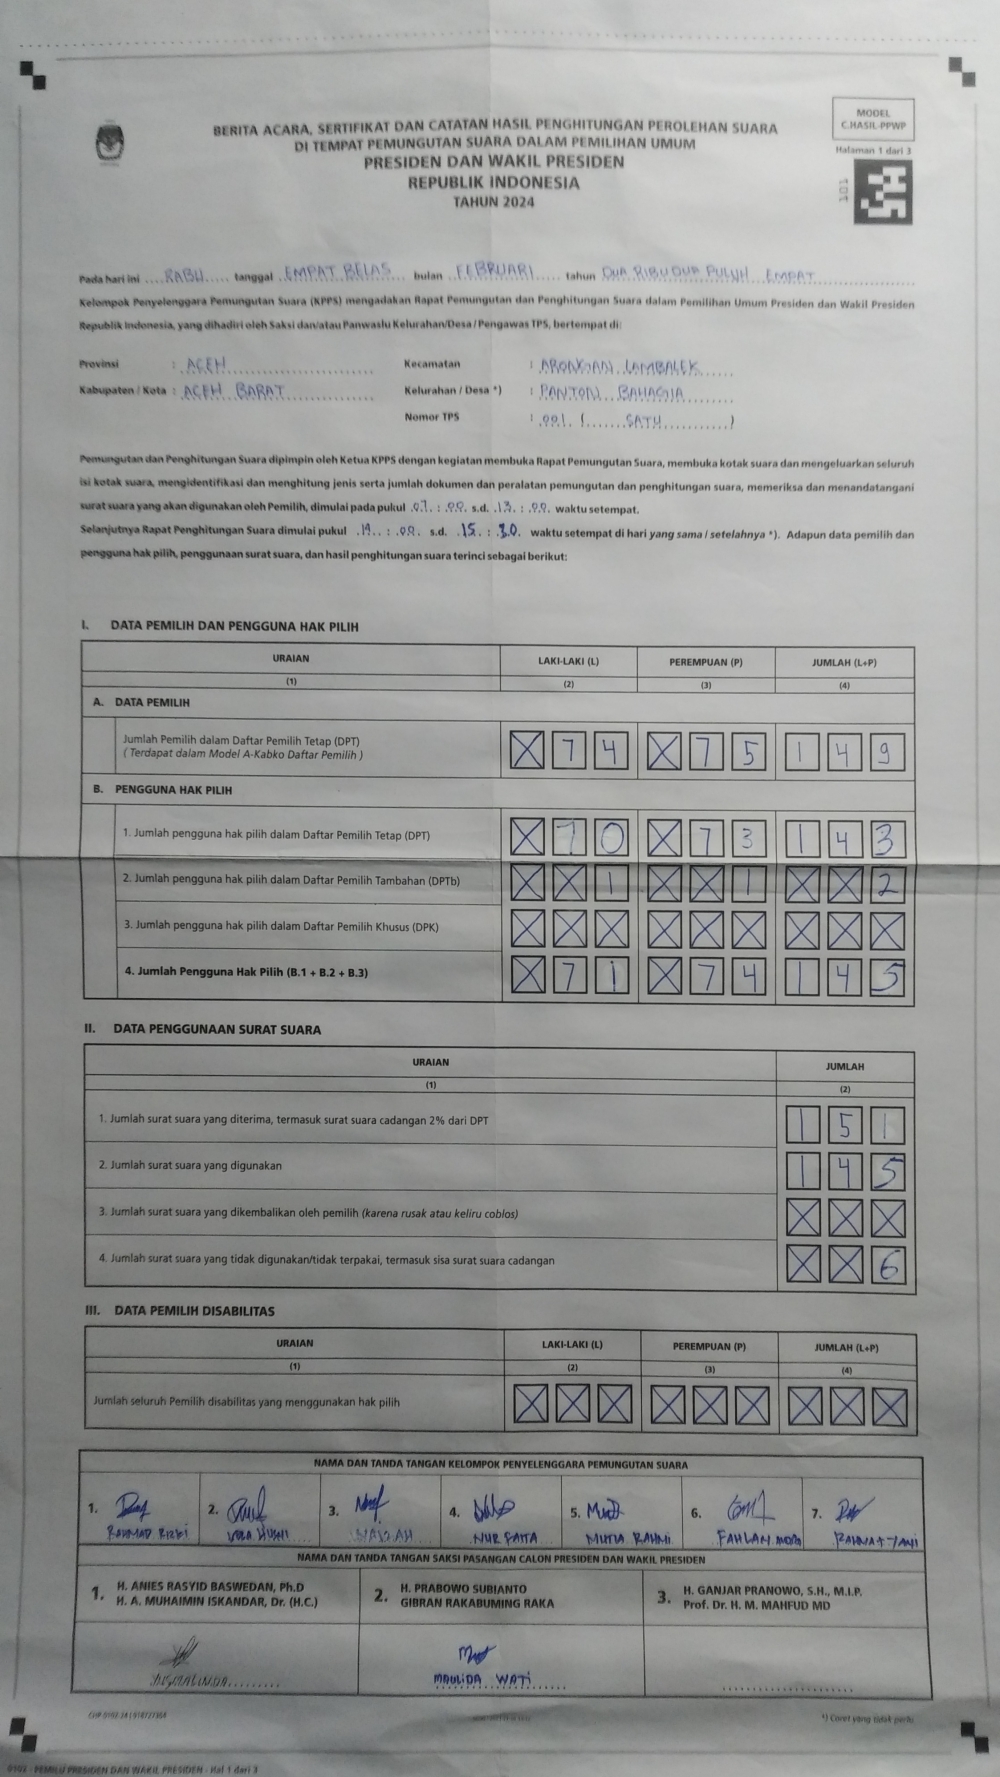 MODEL
C.HASIL-PPWP
Halaman 1 dari 3
101
BERITA ACARA, SERTIFIKAT DAN CATATAN HASIL PENGHITUNGAN PEROLEHAN SUARA
DI TEMPAT PEMUNGUTAN SUARA DALAM PEMILIHAN UMUM
PRESIDEN DAN WAKIL PRESIDEN
REPUBLIK INDONESIA
TAHUN 2024
Pada hari ini RABU tanggal EMPAT BELAS bulan FEBRUARI tahun DUA RIBU DUA PULUH EMPAT
Kelompok Penyelenggara Pemungutan Suara (KPPS) mengadakan Rapat Pemungutan dan Penghitungan Suara dalam Pemilihan Umum Presiden dan Wakil Presiden
Republik Indonesia, yang dihadiri oleh Saksi dan/atau Panwaslu Kelurahan/Desa / Pengawas TPS, bertempat di:
Provinsi : ACEH Kecamatan : ARONGAN LAMBALEK
Kabupaten / Kota : ACEH BARAT Kelurahan / Desa *) : PANTON BAHAGIA
Nomor TPS : 001 (SATU)
Pemungutan dan Penghitungan Suara dipimpin oleh Ketua KPPS dengan kegiatan membuka Rapat Pemungutan Suara, membuka kotak suara dan mengeluarkan seluruh
isi kotak suara, mengidentifikasi dan menghitung jenis serta jumlah dokumen dan peralatan pemungutan dan penghitungan suara, memeriksa dan menandatangani
surat suara yang akan digunakan oleh Pemilih, dimulai pada pukul 07 : 00 s.d. 13 : 00 waktu setempat.
Selanjutnya Rapat Penghitungan Suara dimulai pukul 14 : 00 s.d. 15 : 30 waktu setempat di hari yang sama / setelahnya *). Adapun data pemilih dan
pengguna hak pilih, penggunaan surat suara, dan hasil penghitungan suara terinci sebagai berikut:
I. DATA PEMILIH DAN PENGGUNA HAK PILIH
URAIAN LAKI-LAKI (L) PEREMPUAN (P) JUMLAH (L+P)
(1) (2) (3) (4)
A. DATA PEMILIH
Jumlah Pemilih dalam Daftar Pemilih Tetap (DPT) X 7 4 X 7 5 1 4 9
( Terdapat dalam Model A-Kabko Daftar Pemilih )
B. PENGGUNA HAK PILIH
1. Jumlah pengguna hak pilih dalam Daftar Pemilih Tetap (DPT) X 7 0 X 7 3 1 4 3
2. Jumlah pengguna hak pilih dalam Daftar Pemilih Tambahan (DPTb) X X 1 X X 1 X X 2
3. Jumlah pengguna hak pilih dalam Daftar Pemilih Khusus (DPK) X X X X X X X X X
4. Jumlah Pengguna Hak Pilih (B.1 + B.2 + B.3) X 7 1 X 7 4 1 4 5
II. DATA PENGGUNAAN SURAT SUARA
URAIAN JUMLAH
(1) (2)
1. Jumlah surat suara yang diterima, termasuk surat suara cadangan 2% dari DPT 1 5 1
2. Jumlah surat suara yang digunakan 1 4 5
3. Jumlah surat suara yang dikembalikan oleh pemilih (karena rusak atau keliru coblos) X X X
4. Jumlah surat suara yang tidak digunakan/tidak terpakai, termasuk sisa surat suara cadangan X X 6
III. DATA PEMILIH DISABILITAS
URAIAN LAKI-LAKI (L) PEREMPUAN (P) JUMLAH (L+P)
(1) (2) (3) (4)
Jumlah seluruh Pemilih disabilitas yang menggunakan hak pilih X X X X X X X X X
NAMA DAN TANDA TANGAN KELOMPOK PENYELENGGARA PEMUNGUTAN SUARA
1. 2. 3. 4. 5. 6. 7.
RAHMAD RIZKI NUR FAITA MUTIA RAHMI
NAMA DAN TANDA TANGAN SAKSI PASANGAN CALON PRESIDEN DAN WAKIL PRESIDEN
1. H. ANIES RASYID BASWEDAN, Ph.D
H. A. MUHAIMIN ISKANDAR, Dr. (H.C.)
2. H. PRABOWO SUBIANTO
GIBRAN RAKABUMING RAKA
3. H. GANJAR PRANOWO, S.H., M.I.P.
Prof. Dr. H. M. MAHFUD MD
MAULIDA WATI
*) Coret yang tidak perlu
0103 - PEMILU PRESIDEN DAN WAKIL PRESIDEN - Hal 1 dari 3